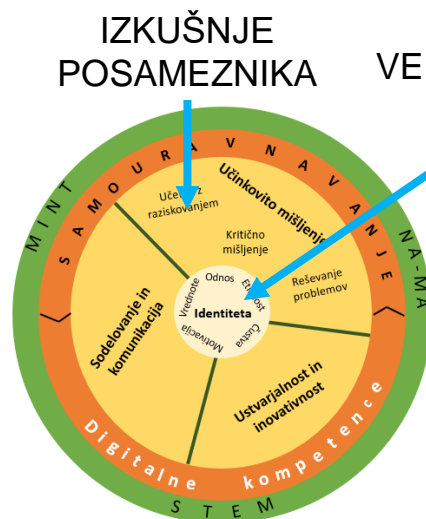 IZKUŠNJE
POSAMEZNIKA
VE
MINT
SAMOURAVNAVANJE
NA-MA
Učinkovito mišljenje
raziskovanjem
Kritično
mišljenje
Reševanje
problemov
Odnos
Vrednote
Identiteta
Čustva
Motivacija
Sodelovanje in
komunikacija
Ustvarjalnost in
inovativnost
Digitalne kompetence
STEM